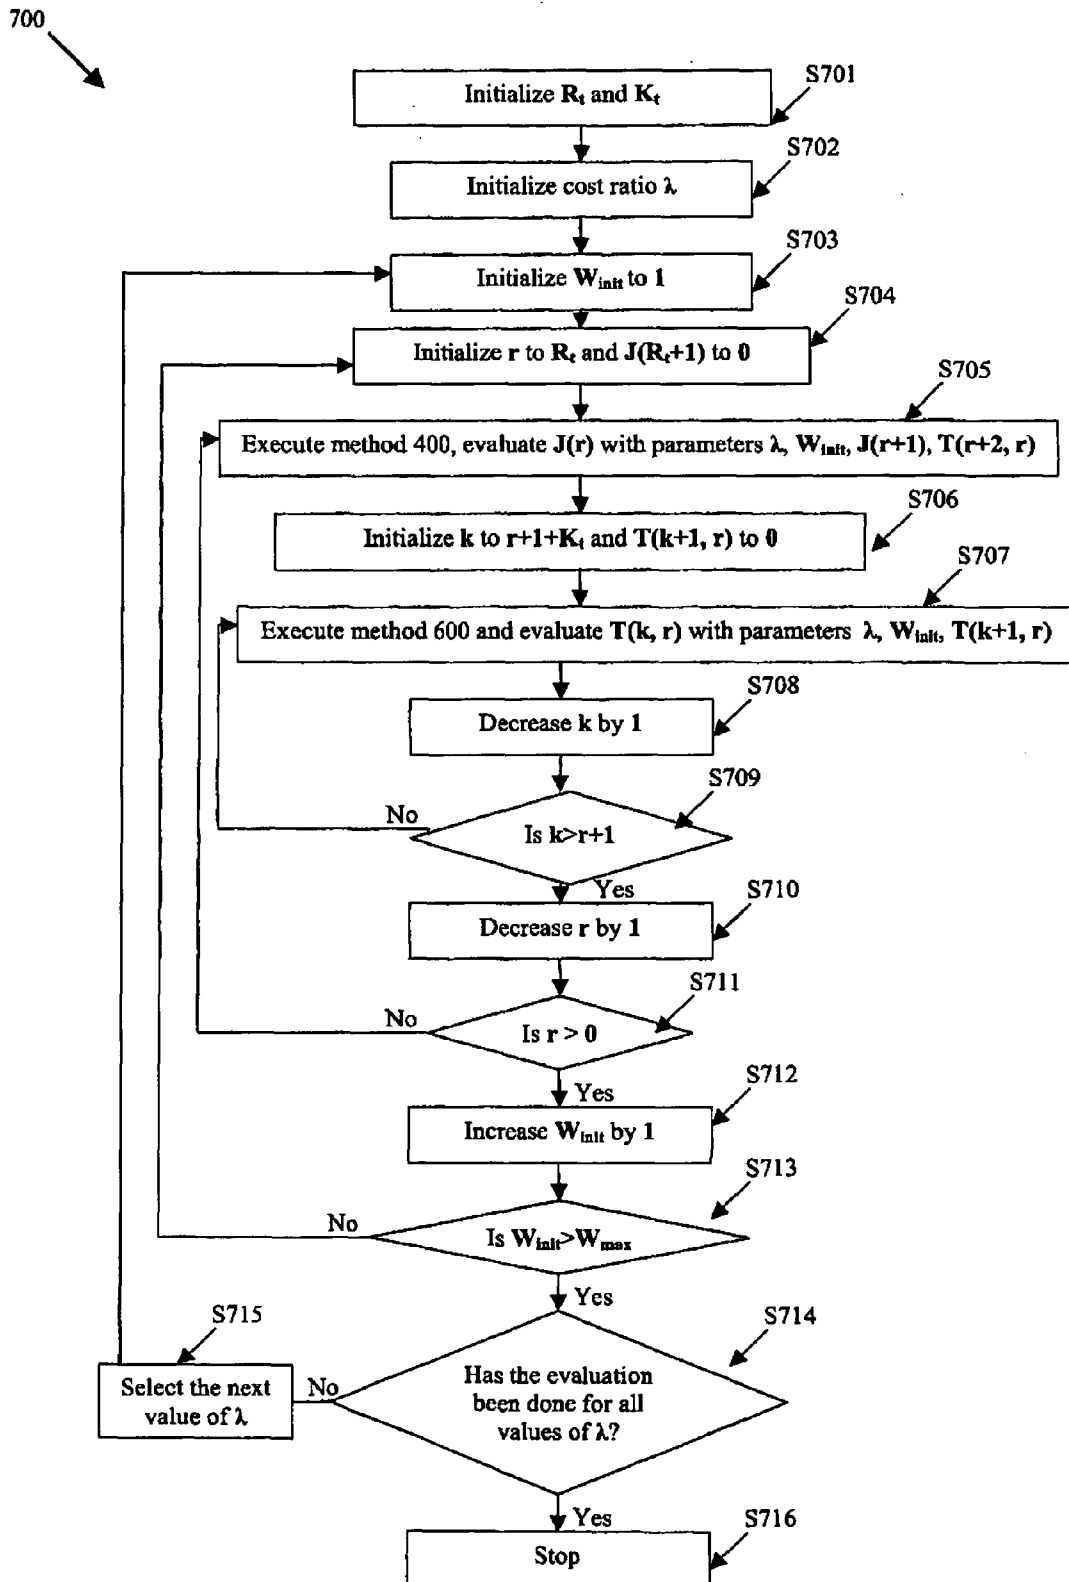 700
S701
Initialize Rt and Kt
S702
Initialize cost ratio λ
S703
Initialize Winit to 1
S704
Initialize r to Rt and J(Rt+1) to 0
S705
Execute method 400, evaluate J(r) with parameters λ, Winit, J(r+1), T(r+2, r)
S706
Initialize k to r+1+Kt and T(k+1, r) to 0
S707
Execute method 600 and evaluate T(k, r) with parameters λ, Winit, T(k+1, r)
S708
Decrease k by 1
S709
No
Is k>r+1
Yes
S710
Decrease r by 1
S711
No
Is r > 0
Yes
S712
Increase Winit by 1
S713
No
Is Winit>Wmax
Yes
S715
S714
Select the next
value of λ
No
Has the evaluation
been done for all
values of λ?
Yes
S716
Stop